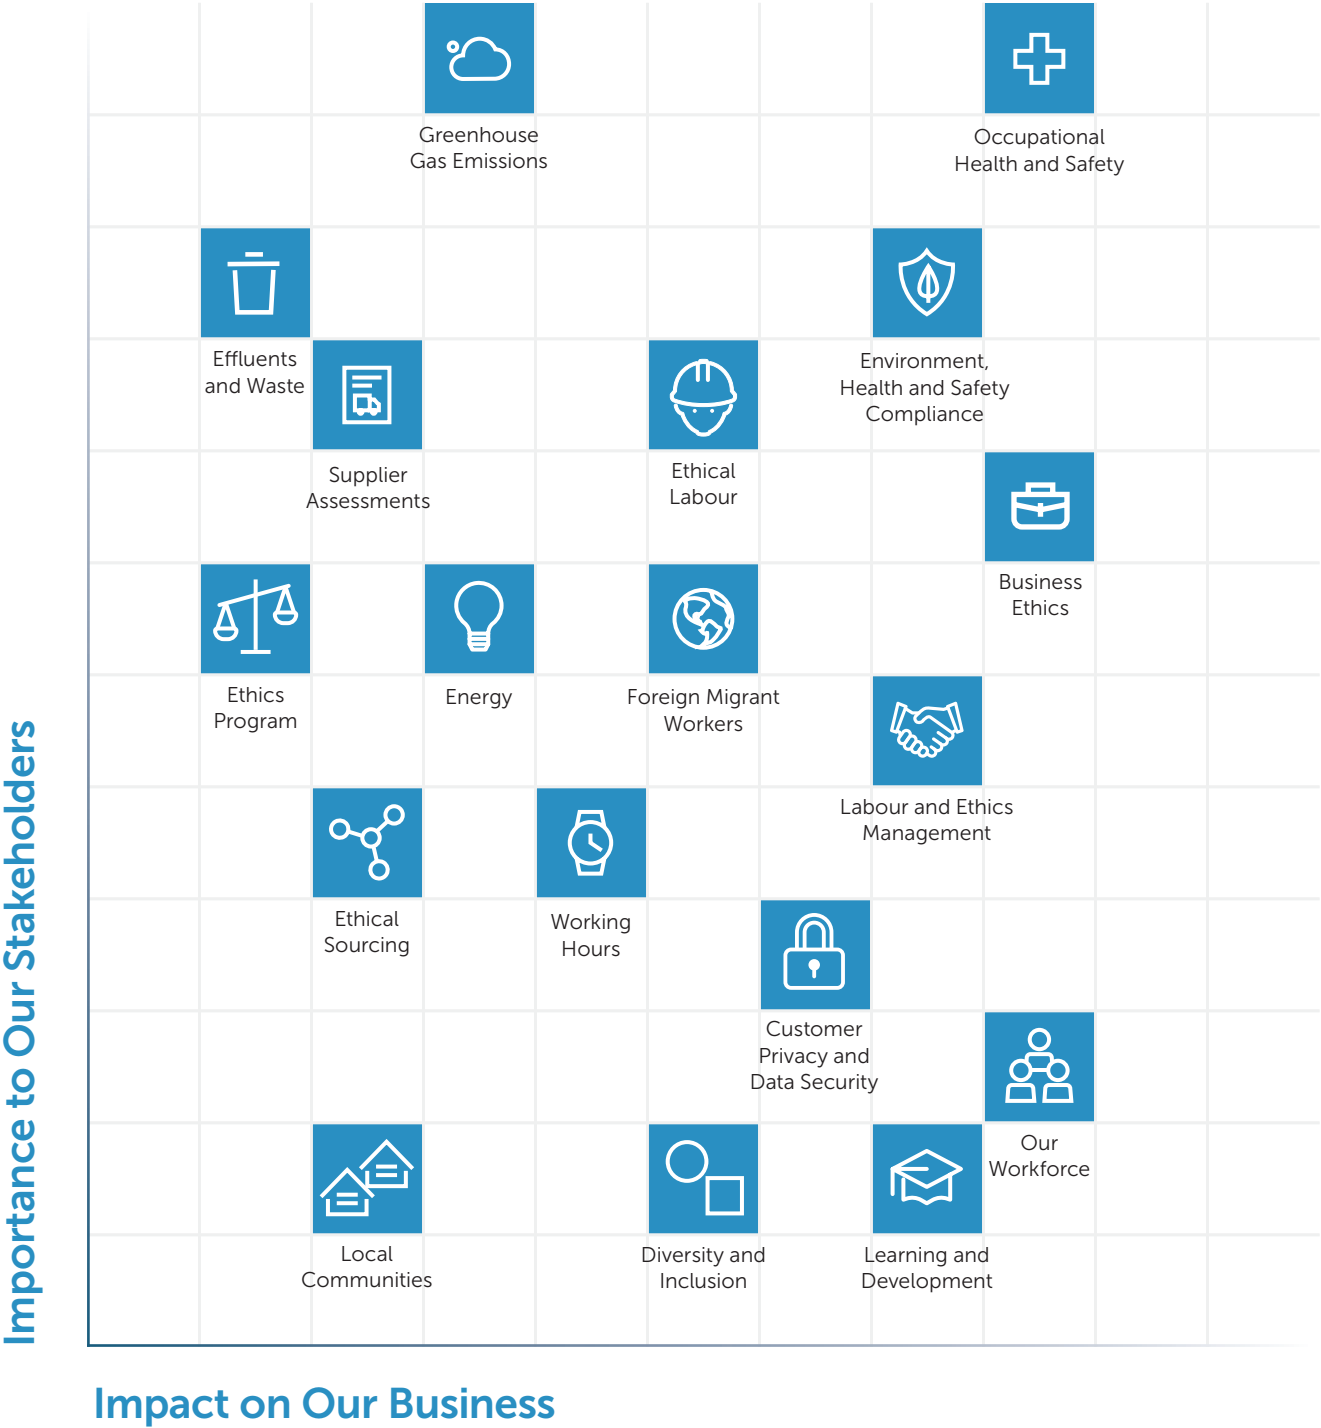 Greenhouse
Gas Emissions
Occupational
Health and Safety
Effluents
and Waste
Environment,
Health and Safety
Compliance
Supplier
Assessments
Ethical
Labour
Business
Ethics
Ethics
Program
Energy
Foreign Migrant
Workers
Labour and Ethics
Management
Ethical
Sourcing
Working
Hours
Customer
Privacy and
Data Security
Our
Workforce
Local
Communities
Diversity and
Inclusion
Learning and
Development
Importance to Our Stakeholders
Impact on Our Business